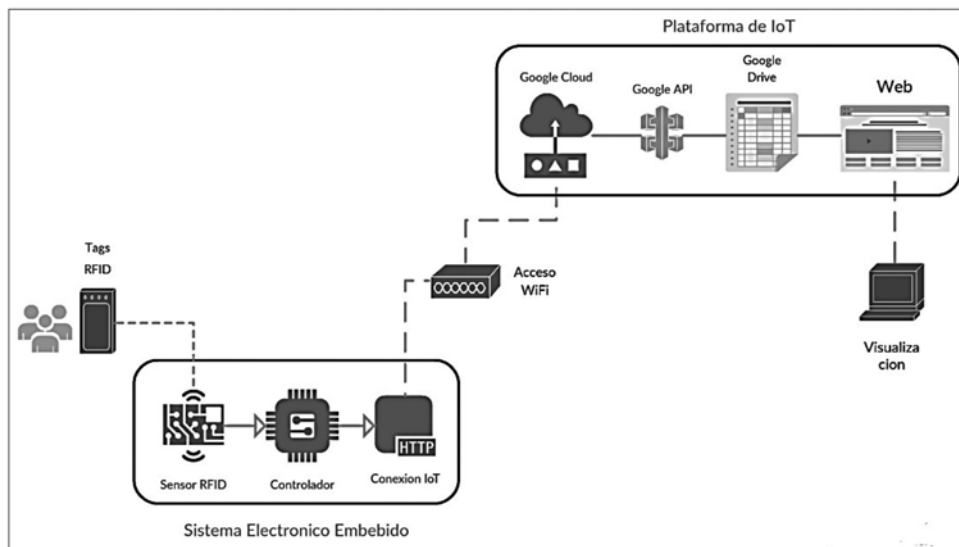 Plataforma de IoT
Google Cloud
Google API
Google
Drive
Web
Tags
RFID
Acceso
WiFi
Visualiza
cion
HTTP
Sensor RFID
Controlador
Conexion IoT
Sistema Electronico Embebido